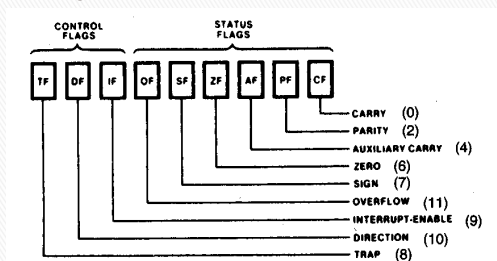 CONTROL
FLAGS
STATUS
FLAGS
TF DF IF OF SF ZF AF PF CF
CARRY (0)
PARITY (2)
AUXILIARY CARRY (4)
ZERO (6)
SIGN (7)
OVERFLOW (11)
INTERRUPT-ENABLE (9)
DIRECTION (10)
TRAP (8)